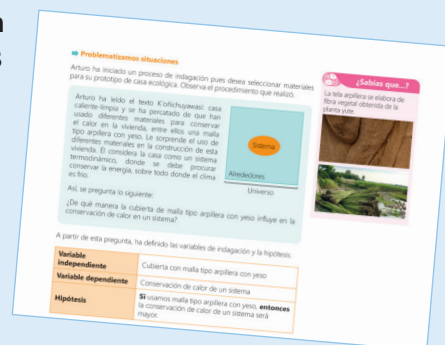 n
s
Problematizamos situaciones
Arturo ha iniciado un proceso de indagación pues desea seleccionar materiales
para su prototipo de casa ecológica. Observa el procedimiento que realizó.
Arturo ha leído el texto K'oñichuyawasi: casa
caliente-limpia y se ha percatado de que han
usado diferentes materiales para conservar
el calor en la vivienda, entre ellos una malla
tipo arpillera con yeso. Le sorprende el uso de
diferentes materiales en la construcción de esta
vivienda. Él considera la casa como un sistema
termodinámico, donde se debe procurar
conservar la energía, sobre todo donde el clima
es frío.
Así, se pregunta lo siguiente:
¿De qué manera la cubierta de malla tipo arpillera con yeso influye en la
conservación de calor en un sistema?
Sistema
Alrededores
Universo
¿Sabías que...?
La tela arpillera se elabora de
fibra vegetal obtenida de la
planta yute.
A partir de esta pregunta, ha definido las variables de indagación y la hipótesis.
Variable
independiente
Cubierta con malla tipo arpillera con yeso
Variable dependiente
Conservación de calor de un sistema
Hipótesis
Si usamos malla tipo arpillera con yeso, entonces
la conservación de calor de un sistema será
mayor.